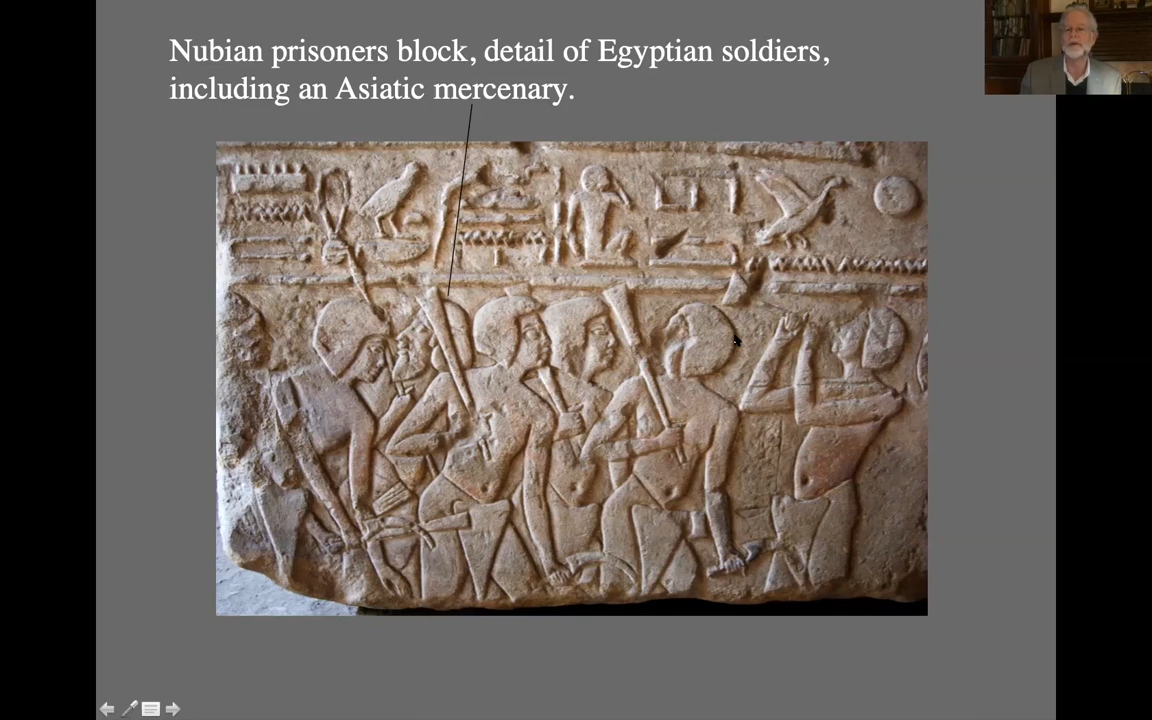 Nubian prisoners block, detail of Egyptian soldiers,
including an Asiatic mercenary.